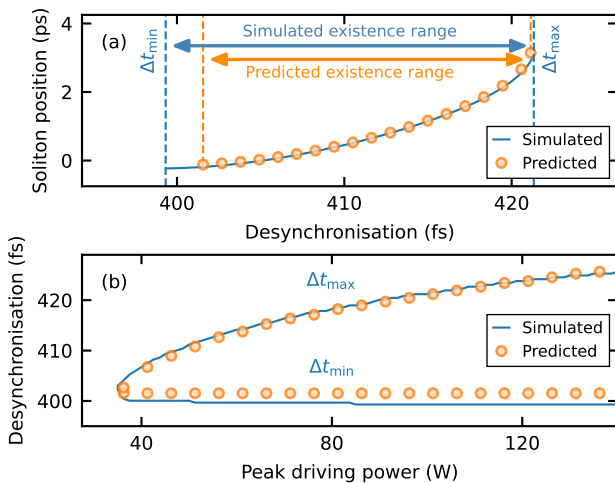 (a)
Simulated existence range
Predicted existence range
Δt_min
Δt_max
Soliton position (ps)
4
2
0
Simulated
Predicted
400
410
420
Desynchronisation (fs)
(b)
Δt_max
Δt_min
Desynchronisation (fs)
420
410
400
Simulated
Predicted
40
80
120
Peak driving power (W)